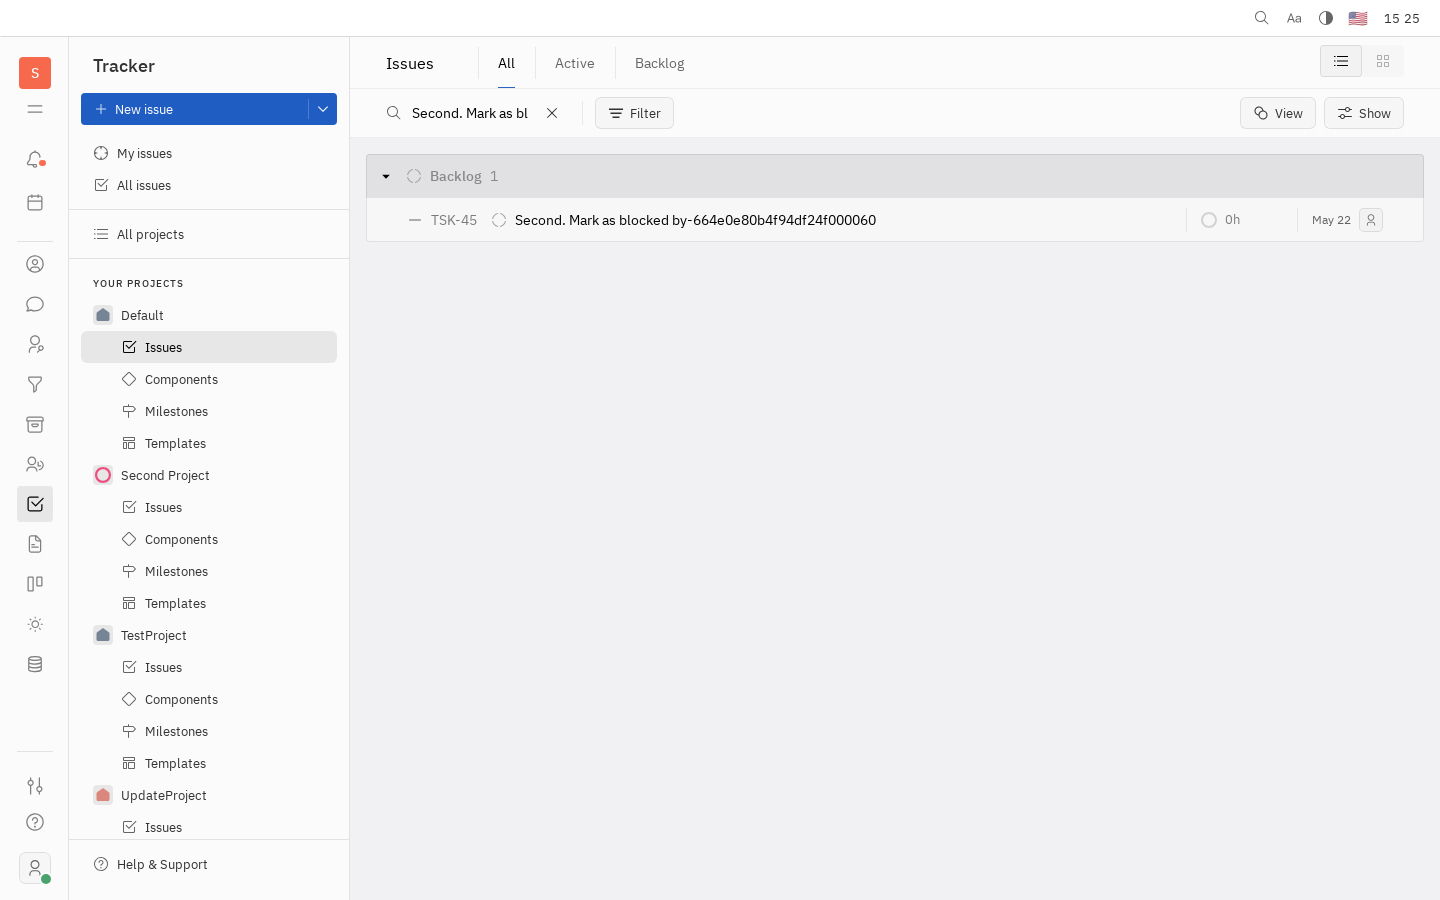 Aa
15 25
S
Tracker
New issue
My issues
All issues
All projects
YOUR PROJECTS
Default
Issues
Components
Milestones
Templates
Second Project
Issues
Components
Milestones
Templates
TestProject
Issues
Components
Milestones
Templates
UpdateProject
Issues
Help & Support
Issues
All
Active
Backlog
Second. Mark as bl
Filter
View
Show
Backlog 1
TSK-45 Second. Mark as blocked by-664e0e80b4f94df24f000060 0h May 22